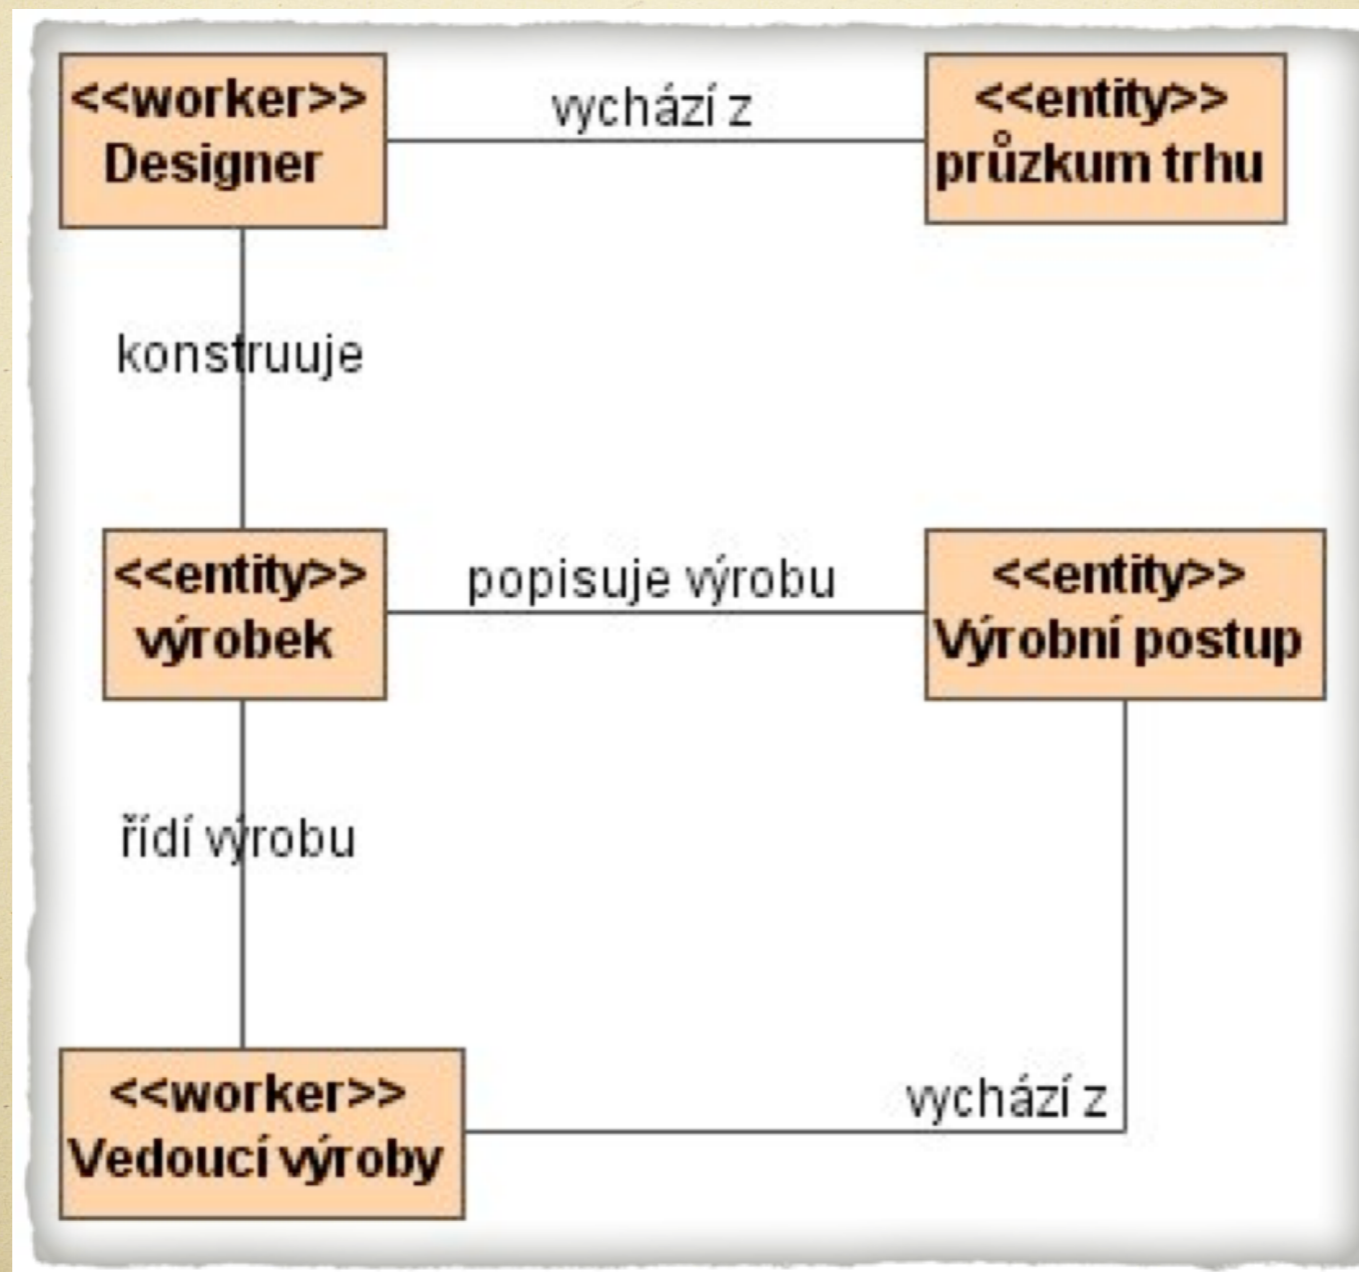 <<worker>>
Designer
vychází z
<<entity>>
průzkum trhu
konstruuje
<<entity>>
výrobek
popisuje výrobu
<<entity>>
Výrobní postup
řídí výrobu
<<worker>>
Vedoucí výroby
vychází z